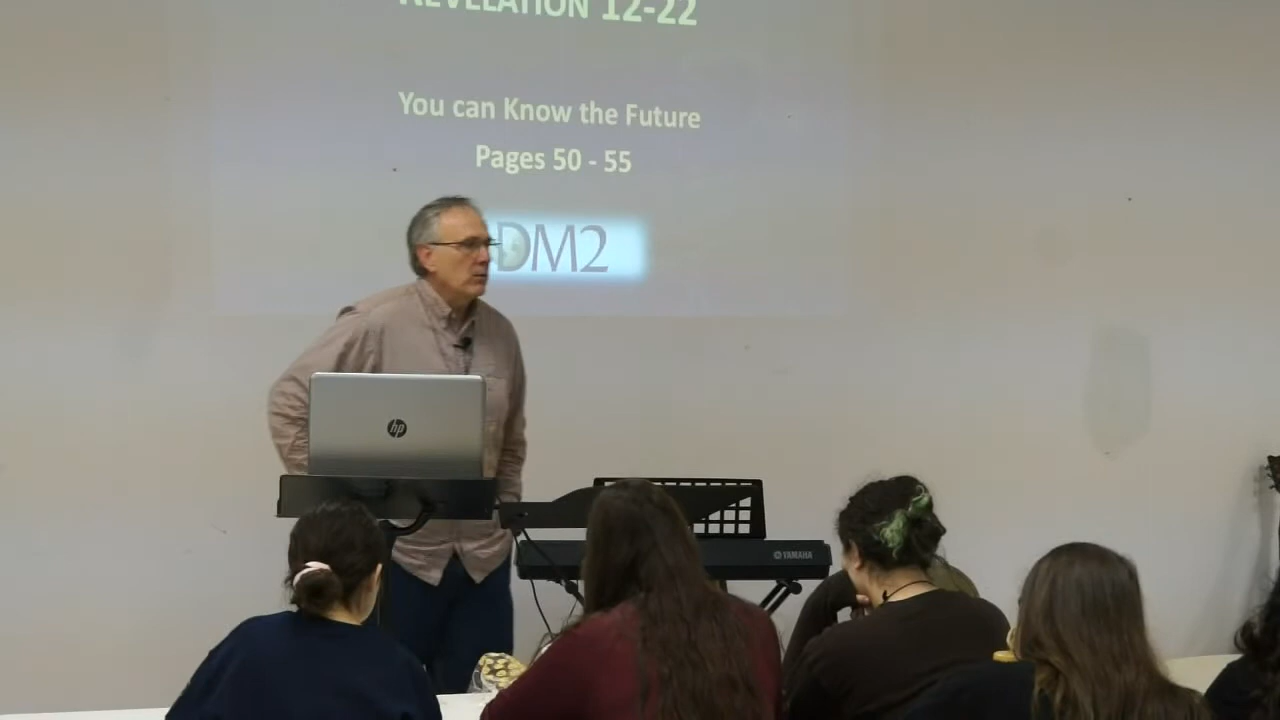 REVELATION 12-22
You can Know the Future
Pages 50 - 55
DM2
hp
YAMAHA